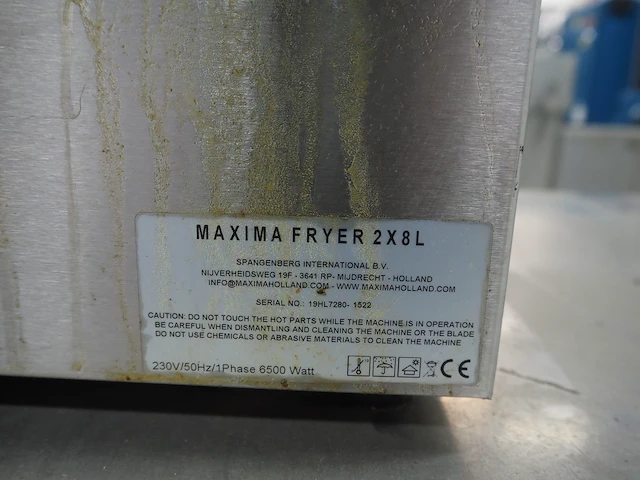 MAXIMA FRYER 2X8L
SPANGENBERG INTERNATIONAL B.V.
NIJVERHEIDSWEG 19F - 3641 RP- MIJDRECHT - HOLLAND
INFO@MAXIMAHOLLAND.COM - WWW.MAXIMAHOLLAND.COM
SERIAL NO.: 19HL7280- 1522
CAUTION: DO NOT TOUCH THE HOT PARTS WHILE THE MACHINE.IS IN OPERATION
BE CAREFUL WHEN DISMANTLING AND CLEANING THE MACHINE OR THE BLADE
DO NOT USE CHEMICALS OR ABRASIVE MATERIALS TO CLEAN THE MACHINE
230V/50Hz/1Phase 6500 Watt CE